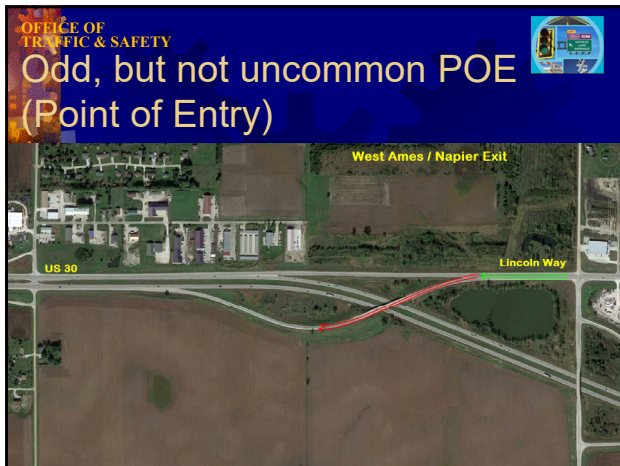 OFFICE OF
TRAFFIC & SAFETY
Odd, but not uncommon POE
(Point of Entry)
West Ames / Napier Exit
US 30
Lincoln Way